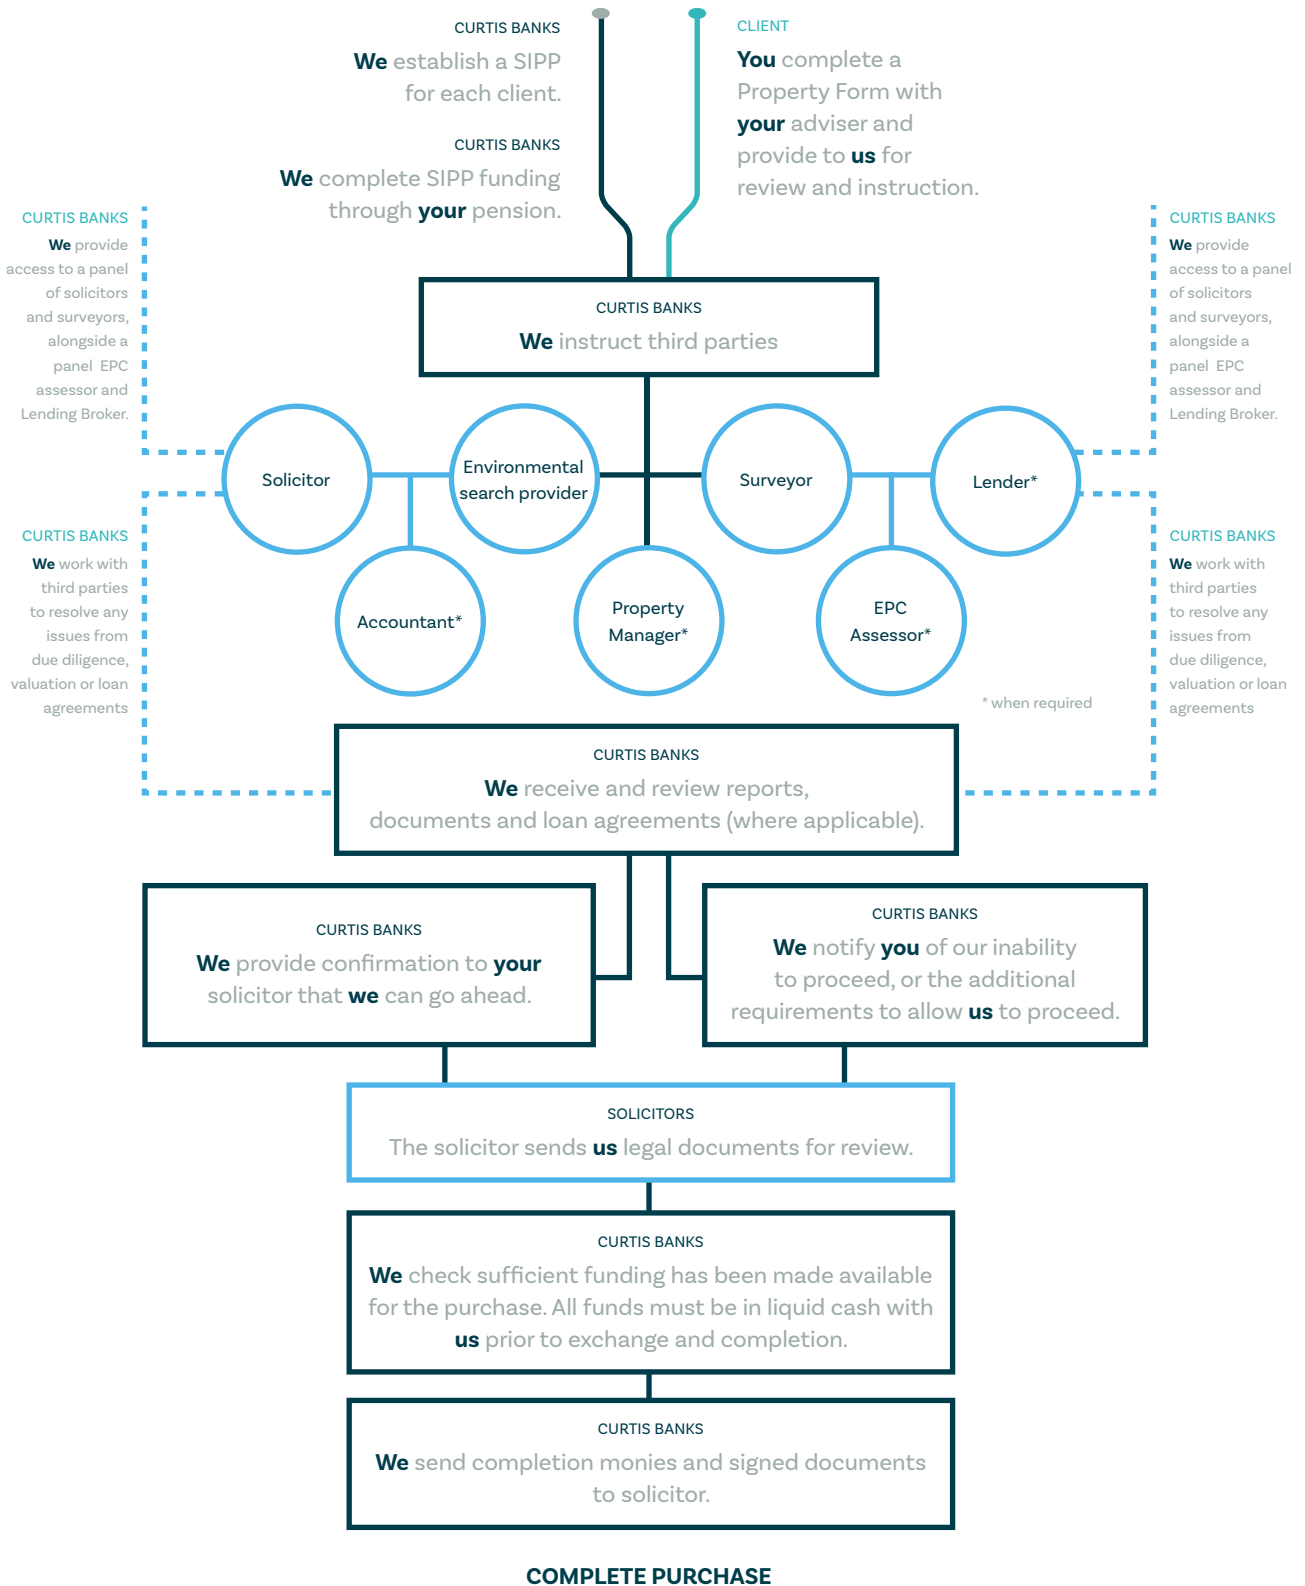 CURTIS BANKS
We establish a SIPP
for each client.
CURTIS BANKS
We complete SIPP funding
through your pension.
CLIENT
You complete a
Property Form with
your adviser and
provide to us for
review and instruction.
CURTIS BANKS
We provide
access to a panel
of solicitors
and surveyors,
alongside a
panel EPC
assessor and
Lending Broker.
CURTIS BANKS
We provide
access to a panel
of solicitors
and surveyors,
alongside a
panel EPC
assessor and
Lending Broker.
CURTIS BANKS
We instruct third parties
Solicitor
Environmental
search provider
Surveyor
Lender*
Accountant*
Property
Manager*
EPC
Assessor*
CURTIS BANKS
We work with
third parties
to resolve any
issues from
due diligence,
valuation or loan
agreements
CURTIS BANKS
We work with
third parties
to resolve any
issues from
due diligence,
valuation or loan
agreements
* when required
CURTIS BANKS
We receive and review reports,
documents and loan agreements (where applicable).
CURTIS BANKS
We provide confirmation to your
solicitor that we can go ahead.
CURTIS BANKS
We notify you of our inability
to proceed, or the additional
requirements to allow us to proceed.
SOLICITORS
The solicitor sends us legal documents for review.
CURTIS BANKS
We check sufficient funding has been made available
for the purchase. All funds must be in liquid cash with
us prior to exchange and completion.
CURTIS BANKS
We send completion monies and signed documents
to solicitor.
COMPLETE PURCHASE